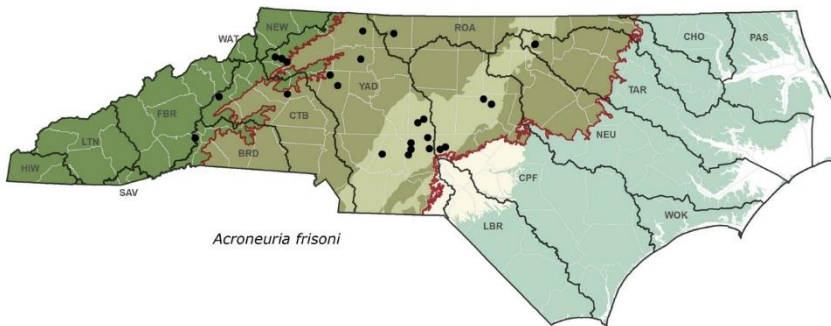 NEW
WAT
ROA
CHO
PAS
YAD
TAR
FBR
CTB
LTN
NEU
BRD
HIW
CPF
SAV
WOK
LBR
Acroneuria frisoni